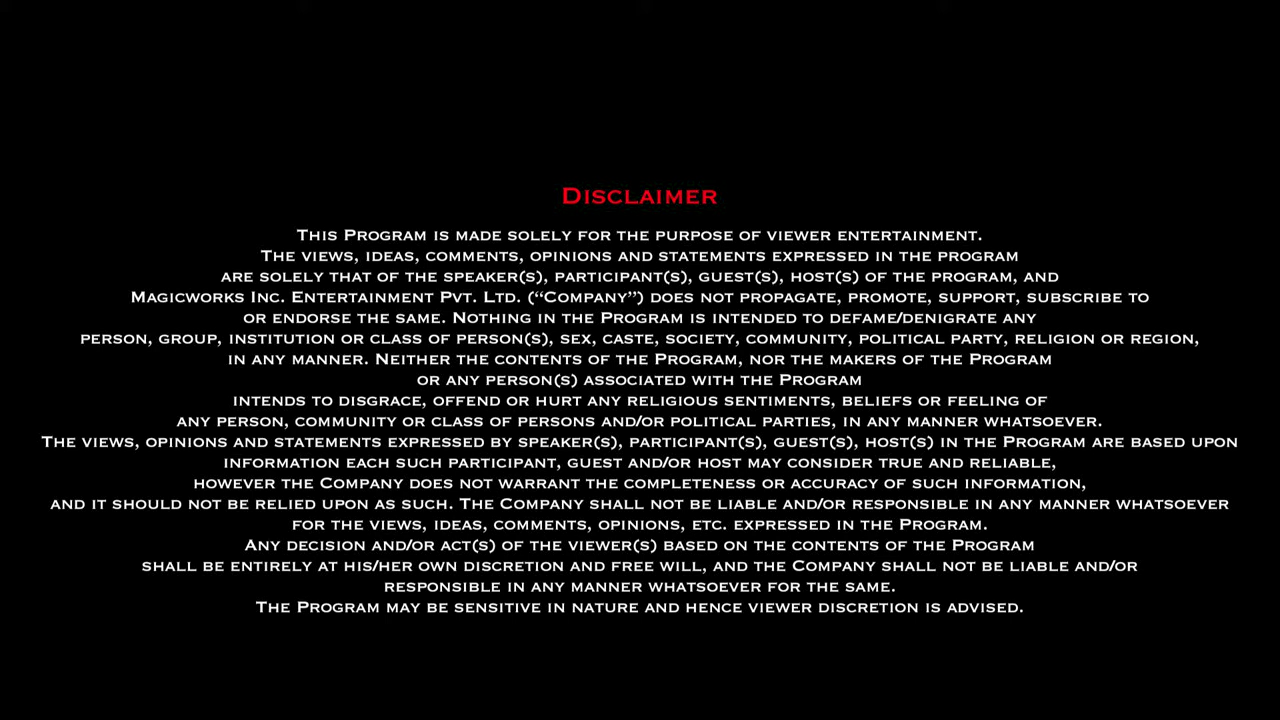 Disclaimer
This Program is made solely for the purpose of viewer entertainment.
The views, ideas, comments, opinions and statements expressed in the program
are solely that of the speaker(s), participant(s), guest(s), host(s) of the program, and
Magicworks Inc. Entertainment Pvt. Ltd. (“Company”) does not propagate, promote, support, subscribe to
or endorse the same. Nothing in the Program is intended to defame/denigrate any
person, group, institution or class of person(s), sex, caste, society, community, political party, religion or region,
in any manner. Neither the contents of the Program, nor the makers of the Program
or any person(s) associated with the Program
intends to disgrace, offend or hurt any religious sentiments, beliefs or feeling of
any person, community or class of persons and/or political parties, in any manner whatsoever.
The views, opinions and statements expressed by speaker(s), participant(s), guest(s), host(s) in the Program are based upon
information each such participant, guest and/or host may consider true and reliable,
however the Company does not warrant the completeness or accuracy of such information,
and it should not be relied upon as such. The Company shall not be liable and/or responsible in any manner whatsoever
for the views, ideas, comments, opinions, etc. expressed in the Program.
Any decision and/or act(s) of the viewer(s) based on the contents of the Program
shall be entirely at his/her own discretion and free will, and the Company shall not be liable and/or
responsible in any manner whatsoever for the same.
The Program may be sensitive in nature and hence viewer discretion is advised.